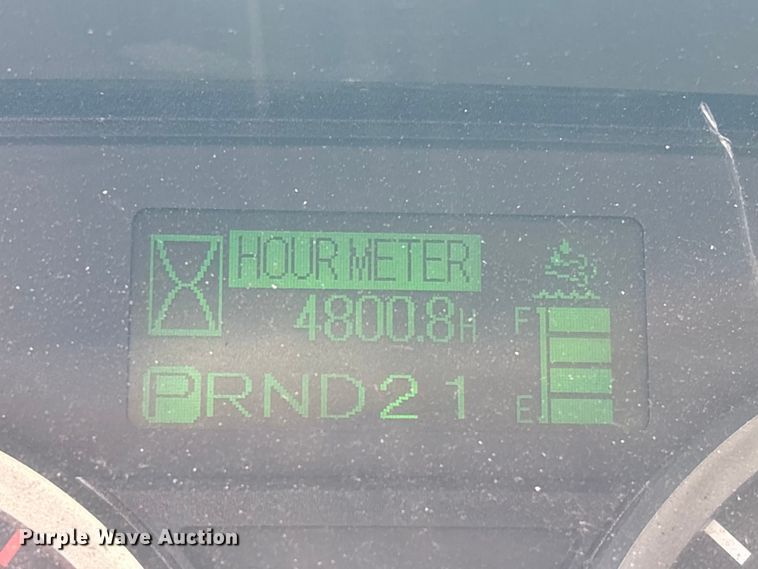 HOUR METER
4800.8H
F
PRND21
E
Purple Wave Auction